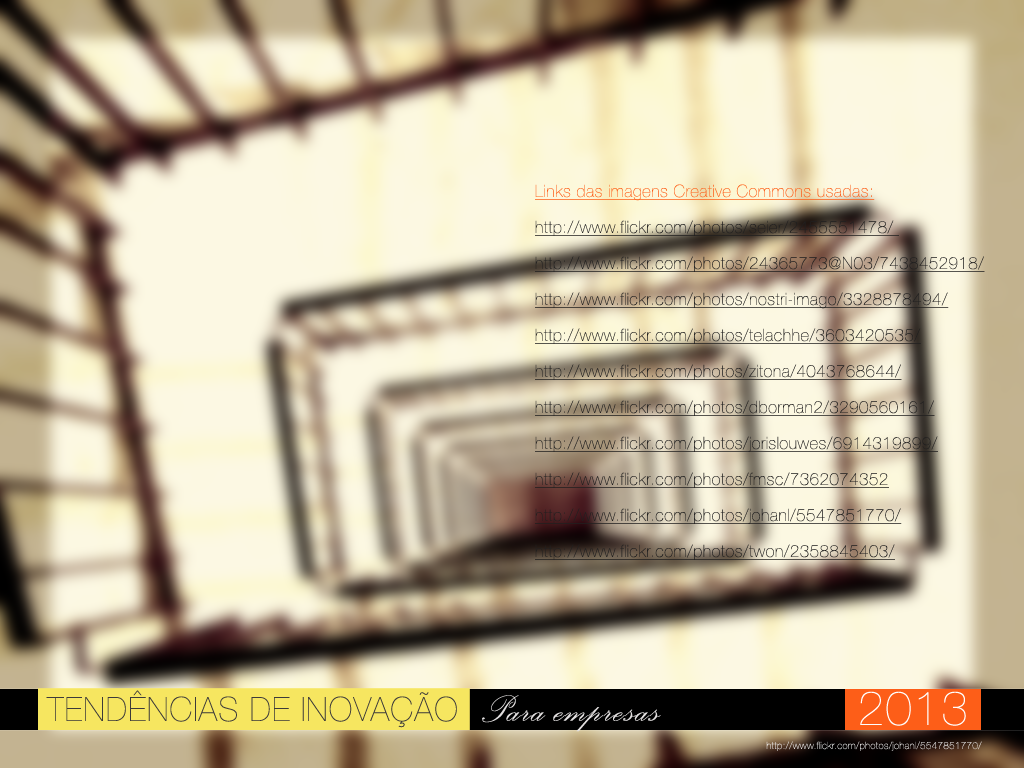 Links das imagens Creative Commons usadas:
http://www.flickr.com/photos/seier/2435551478/
http://www.flickr.com/photos/24365773@N03/7438452918/
http://www.flickr.com/photos/nostri-imago/3328878494/
http://www.flickr.com/photos/telachhe/3603420535/
http://www.flickr.com/photos/zitona/4043768644/
http://www.flickr.com/photos/dborman2/3290560161/
http://www.flickr.com/photos/jorislouwes/6914319899/
http://www.flickr.com/photos/fmsc/7362074352
http://www.flickr.com/photos/johanl/5547851770/
http://www.flickr.com/photos/twon/2358845403/
TENDÊNCIAS DE INOVAÇÃO Para empresas 2013
http://www.flickr.com/photos/johanl/5547851770/